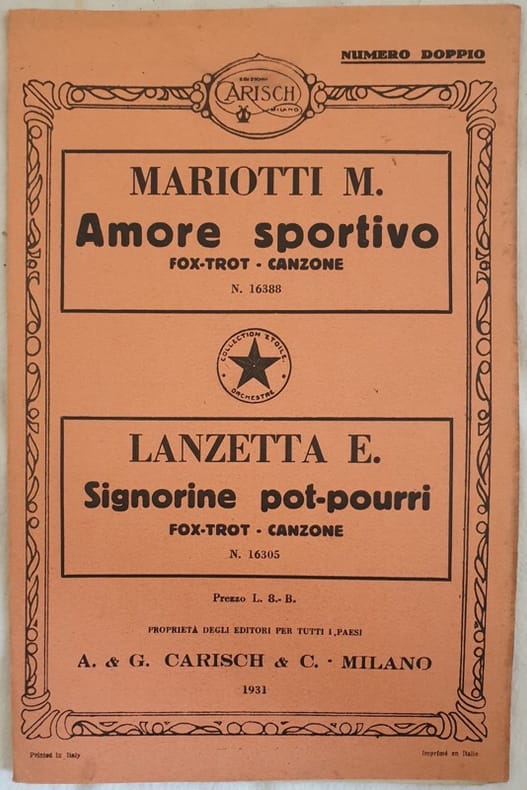 NUMERO DOPPIO
EDIZIONI
CARISCH
MILANO
MARIOTTI M.
Amore sportivo
FOX-TROT - CANZONE
N. 16388
COLLECTION ETOILE
ORCHESTRE
LANZETTA E.
Signorine pot-pourri
FOX-TROT - CANZONE
N. 16305
Prezzo L. 8.- B.
PROPRIETÀ DEGLI EDITORI PER TUTTI I PAESI
A. & G. CARISCH & C. - MILANO
1931
Printed in Italy
Imprimé en Italie